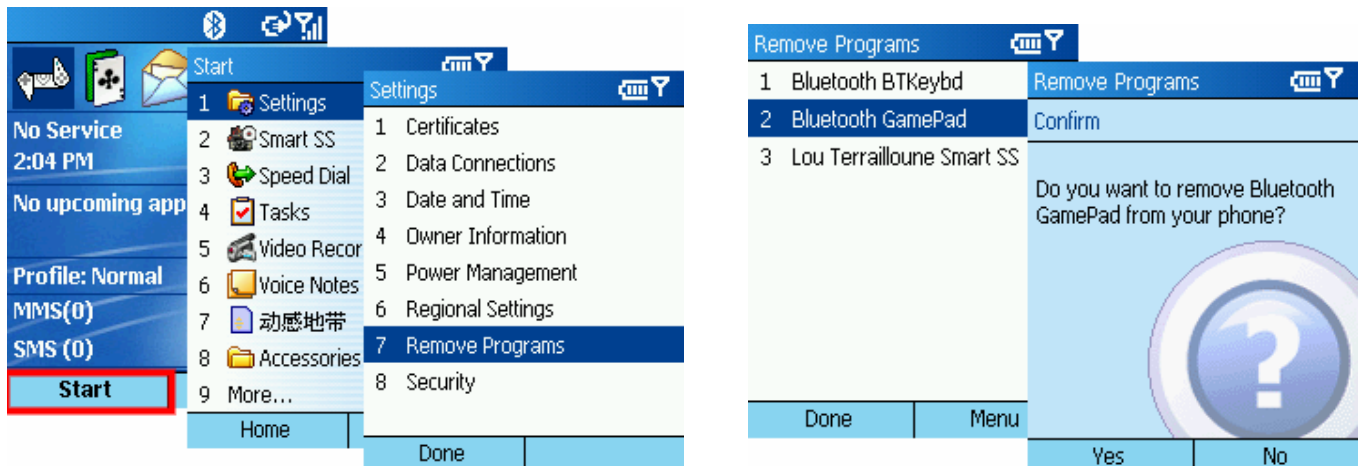 No Service
2:04 PM
No upcoming app
Profile: Normal
MMS(0)
SMS (0)
Start
Start
1 Settings
2 Smart SS
3 Speed Dial
4 Tasks
5 Video Recor
6 Voice Notes
7 动感地带
8 Accessories
9 More...
Home
Settings
1 Certificates
2 Data Connections
3 Date and Time
4 Owner Information
5 Power Management
6 Regional Settings
7 Remove Programs
8 Security
Done
Remove Programs
1 Bluetooth BTKeybd
2 Bluetooth GamePad
3 Lou Terrailloune Smart SS
Done Menu
Remove Programs
Confirm
Do you want to remove Bluetooth
GamePad from your phone?
Yes No